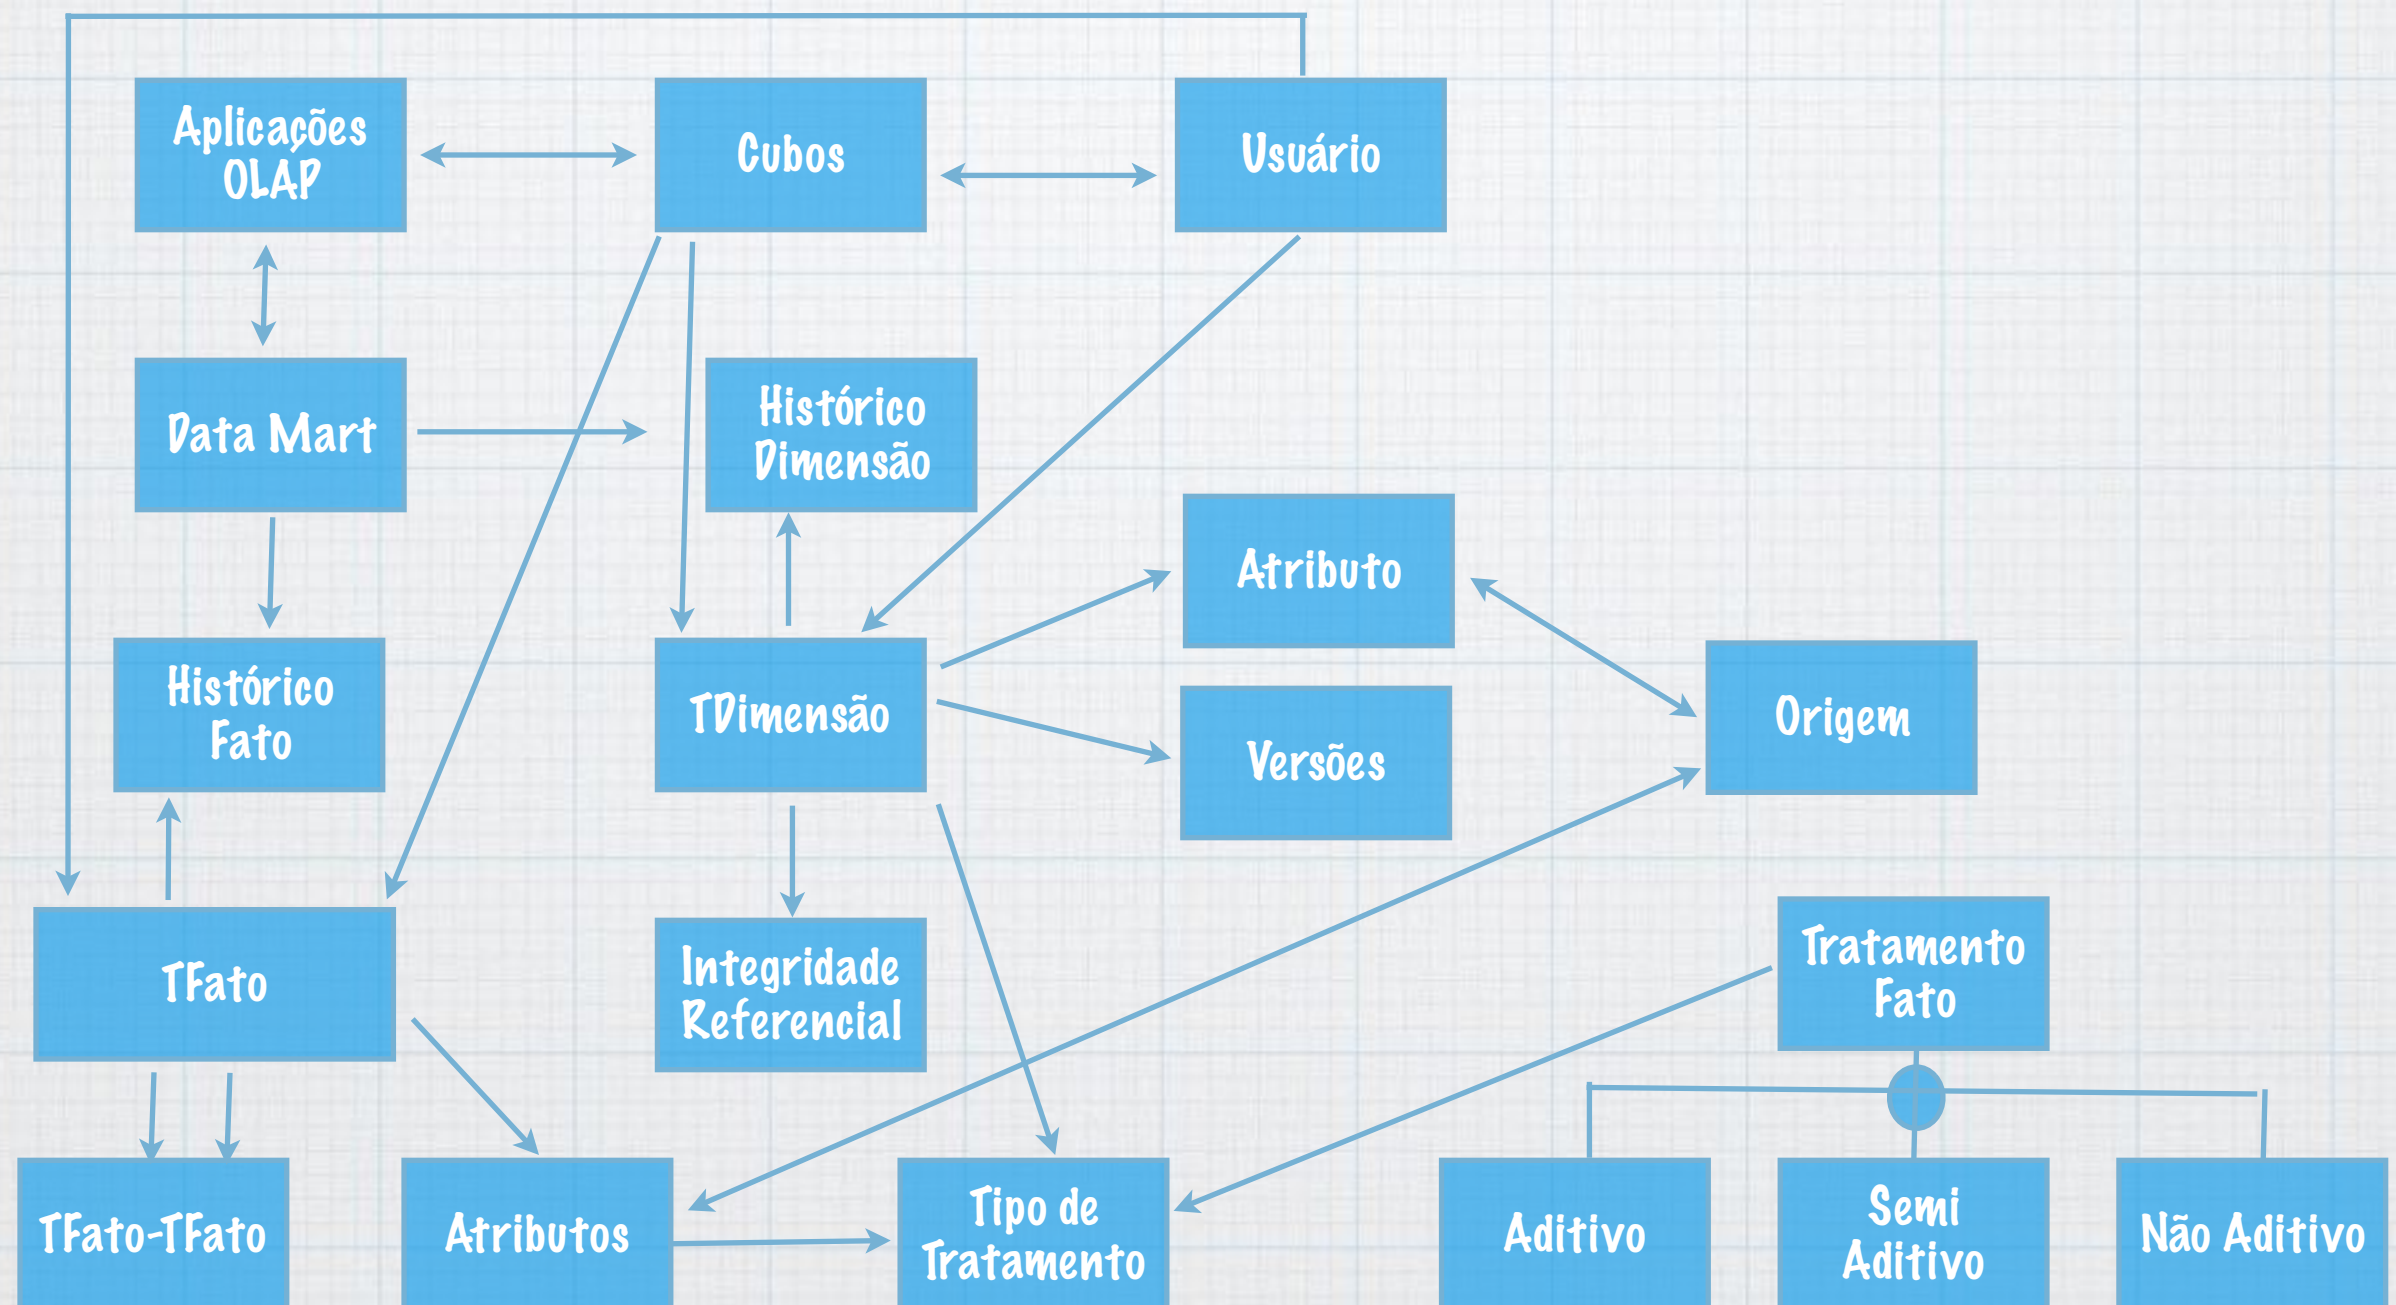 Aplicações
OLAP
Cubos
Usuário
Data Mart
Histórico
Dimensão
Atributo
Histórico
Fato
TDimensão
Versões
Origem
TFato
Integridade
Referencial
Tratamento
Fato
TFato-TFato
Atributos
Tipo de
Tratamento
Aditivo
Semi
Aditivo
Não Aditivo